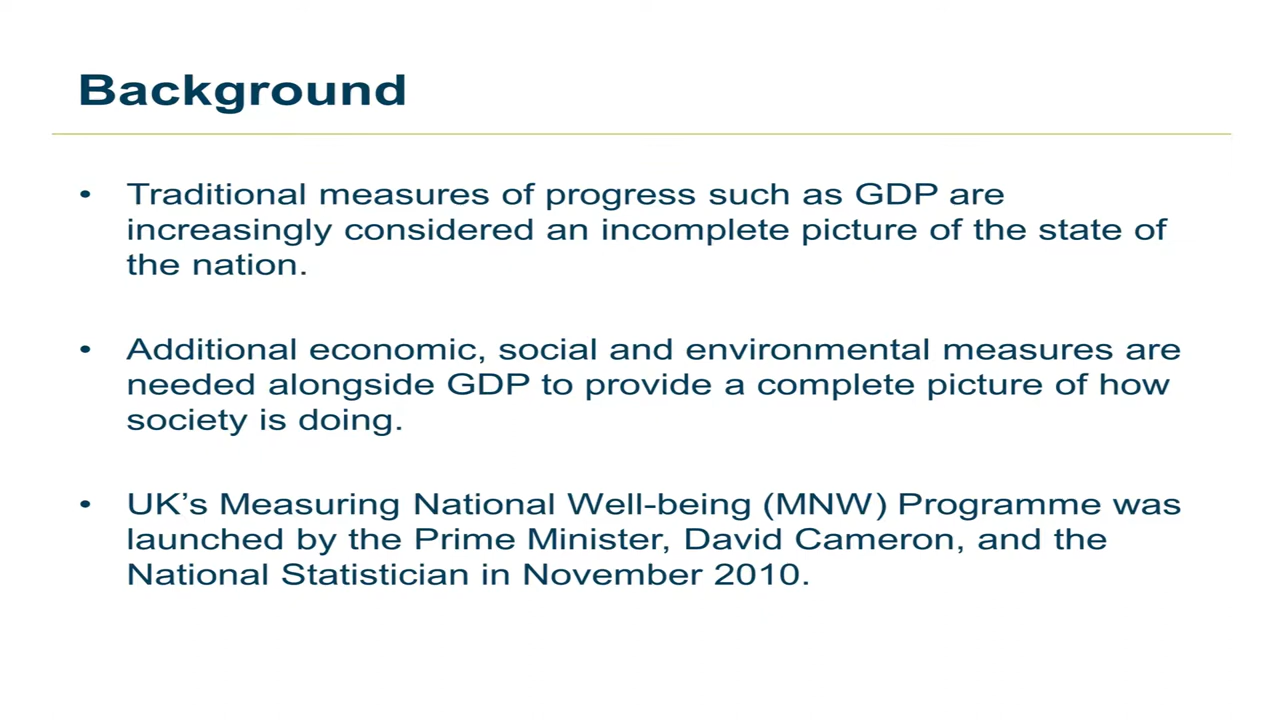 Background
• Traditional measures of progress such as GDP are
increasingly considered an incomplete picture of the state of
the nation.
• Additional economic, social and environmental measures are
needed alongside GDP to provide a complete picture of how
society is doing.
• UK’s Measuring National Well-being (MNW) Programme was
launched by the Prime Minister, David Cameron, and the
National Statistician in November 2010.